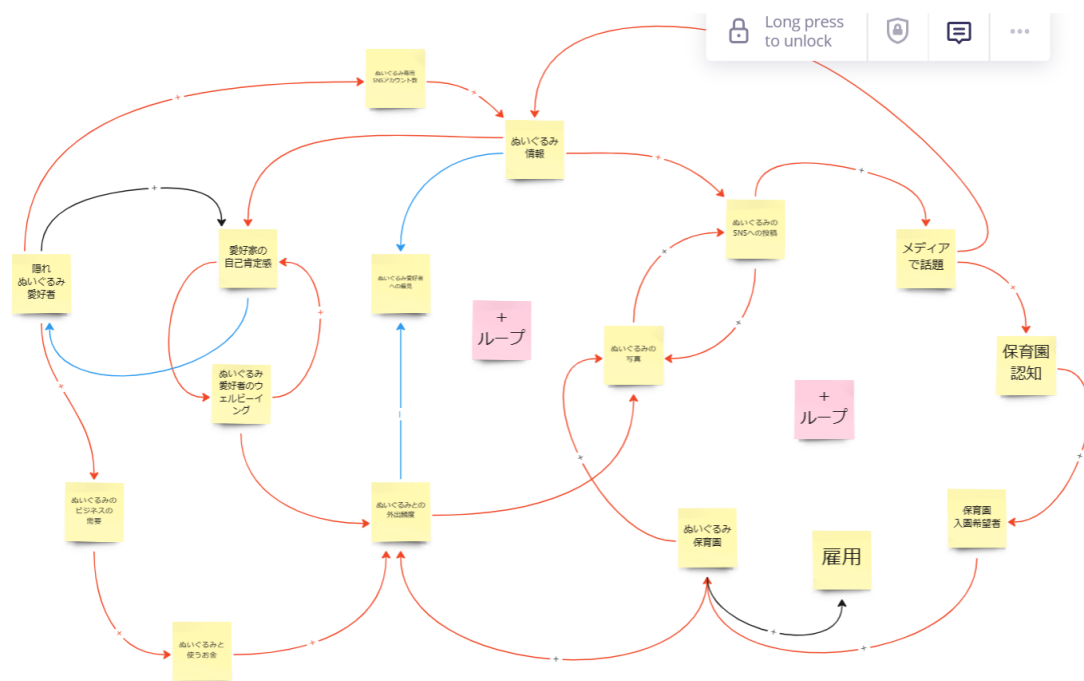 Long press
to unlock
ぬいぐるみ専用
SNSアカウント数
ぬいぐるみ
情報
ぬいぐるみの
SNSへの投稿
メディア
で話題
愛好家の
自己肯定感
隠れ
ぬいぐるみ
愛好者
ぬいぐるみ愛好者
への偏見
+
ループ
ぬいぐるみの
写真
保育園
認知
ぬいぐるみ
愛好者のウ
ェルビーイ
ング
+
ループ
ぬいぐるみの
ビジネスの
需要
ぬいぐるみとの
外出頻度
ぬいぐるみ
保育園
雇用
保育園
入園希望者
ぬいぐるみと
使うお金